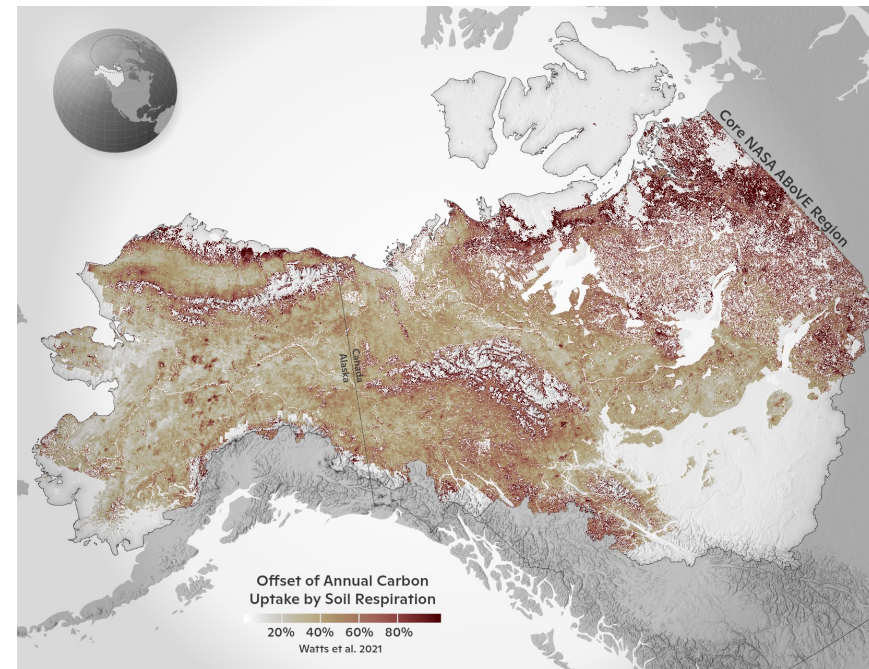 Core NASA ABoVE Region
Canada
Alaska
Offset of Annual Carbon
Uptake by Soil Respiration
20% 40% 60% 80%
Watts et al. 2021